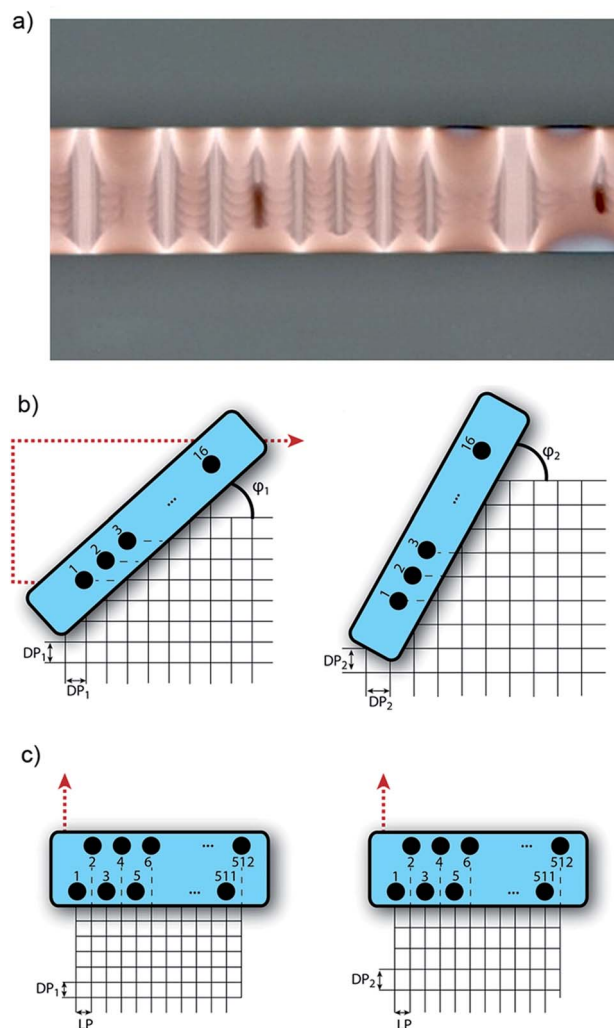 a)
b)
16
16
φ1
φ2
...
...
3
2
1
3
2
1
DP1
DP1
DP2
DP2
c)
2 4 6 ... 512
1 3 5 ... 511
2 4 6 ... 512
1 3 5 ... 511
DP1
LP
DP2
LP